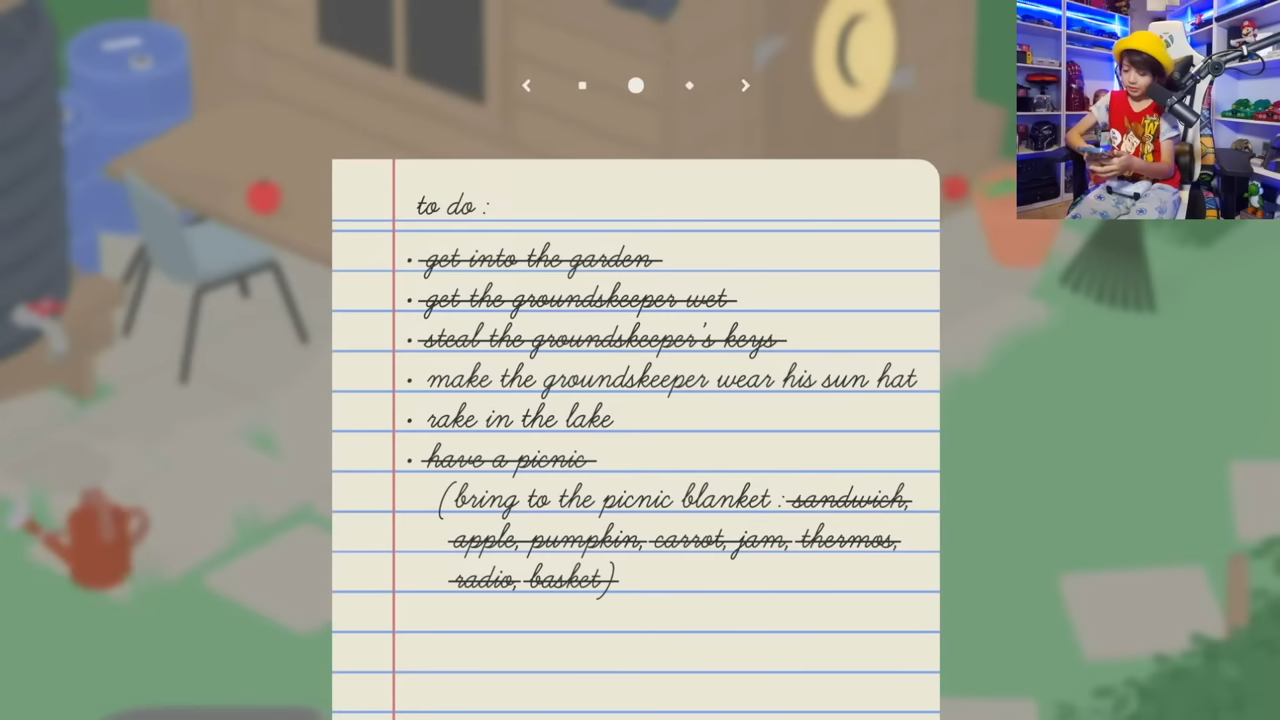 to do :
• get into the garden
• get the groundskeeper wet
• steal the groundskeeper's keys
• make the groundskeeper wear his sun hat
• rake in the lake
• have a picnic
(bring to the picnic blanket : sandwich,
apple, pumpkin, carrot, jam, thermos,
radio, basket)